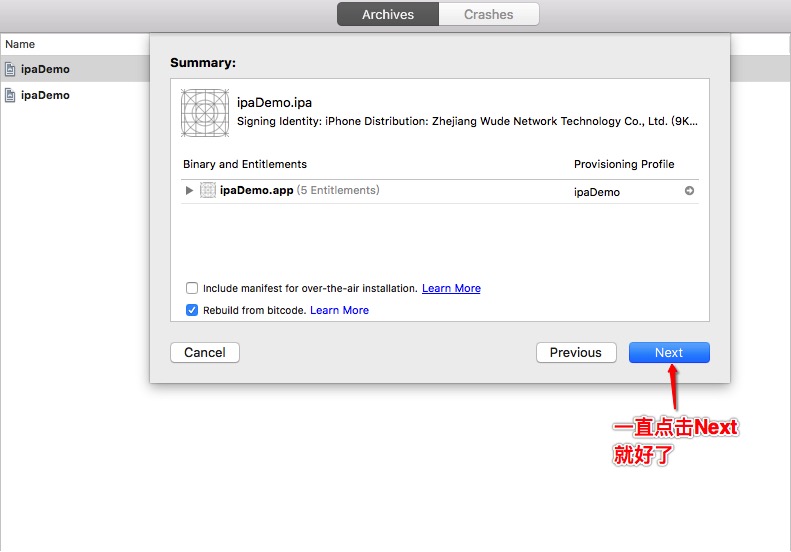 Archives
Crashes
Name
ipaDemo
ipaDemo
Summary:
ipaDemo.ipa
Signing Identity: iPhone Distribution: Zhejiang Wude Network Technology Co., Ltd. (9K...
Binary and Entitlements
Provisioning Profile
ipaDemo.app (5 Entitlements)
ipaDemo
Include manifest for over-the-air installation. Learn More
Rebuild from bitcode. Learn More
Cancel
Previous
Next
一直点击Next
就好了